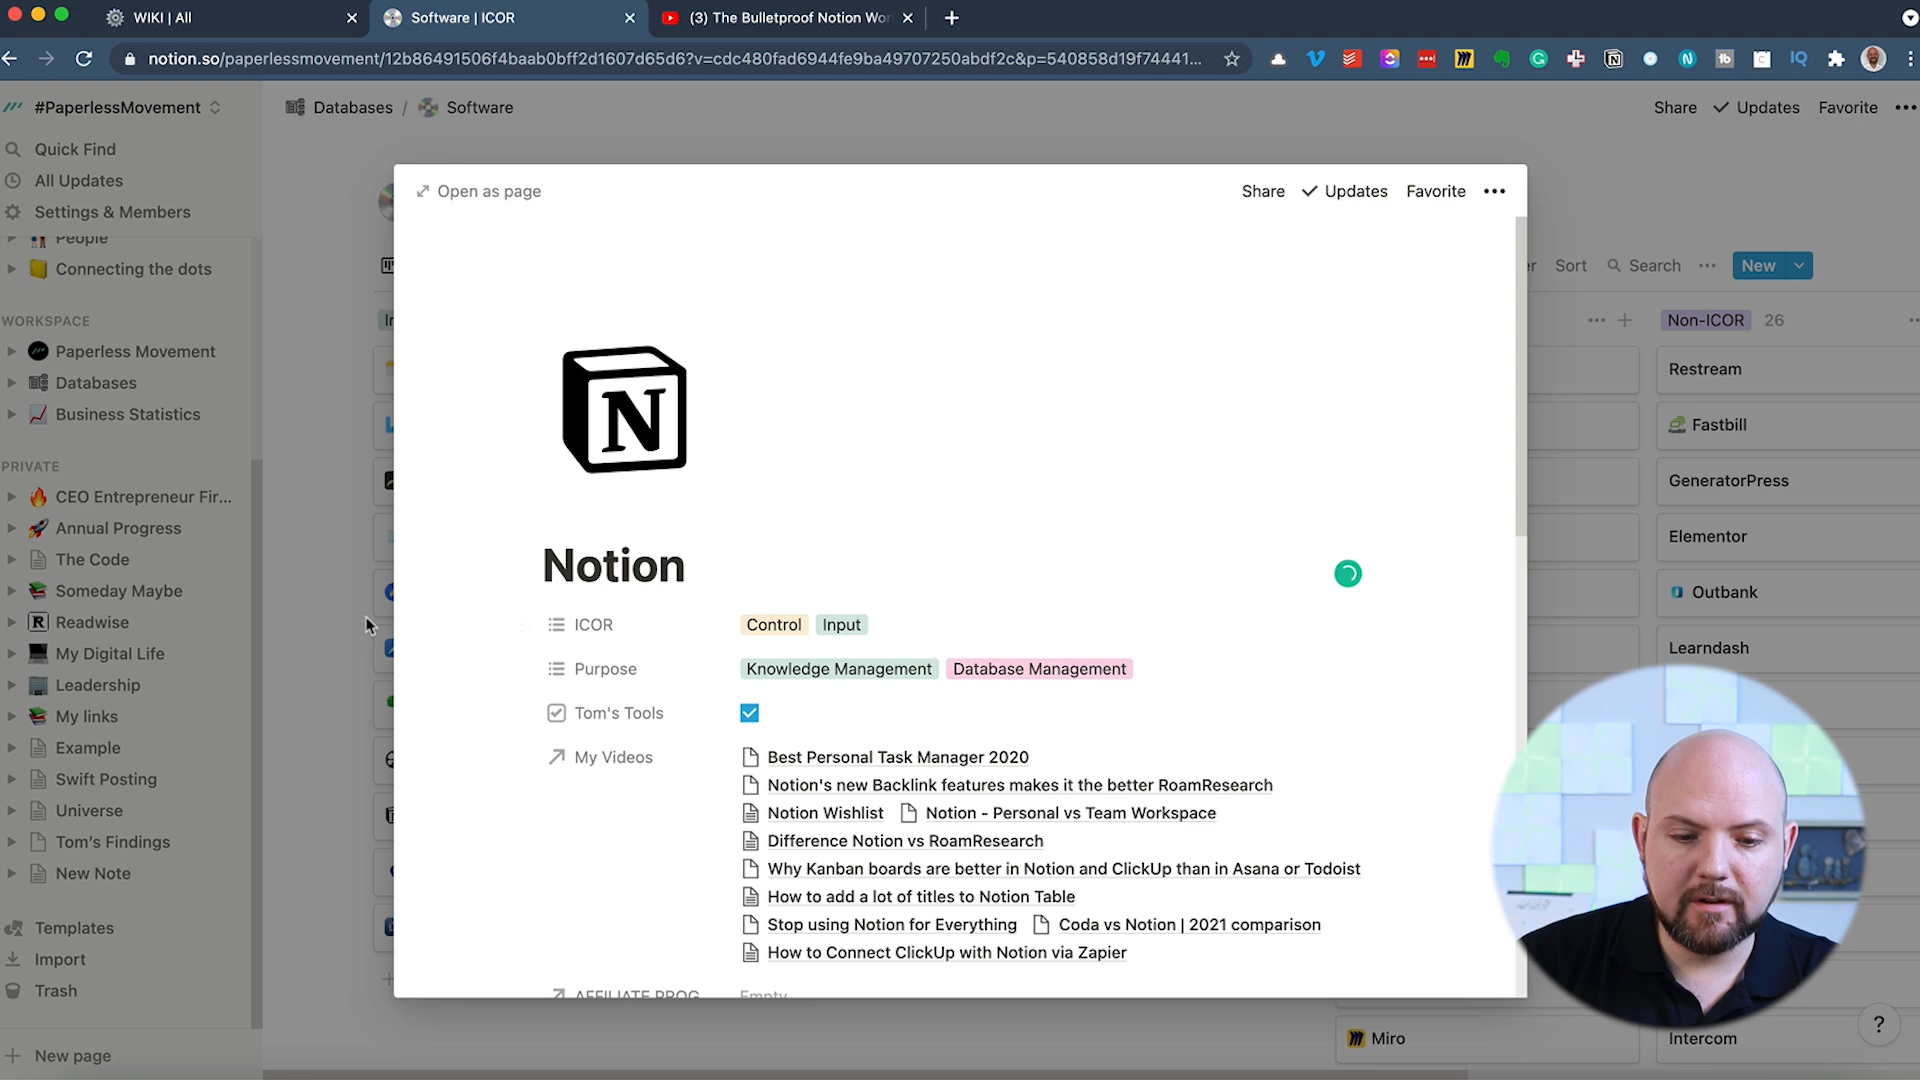 WIKI | All
Software | ICOR
(3) The Bulletproof Notion Wor
notion.so/paperlessmovement/12b86491506f4baab0bff2d1607d65d6?v=cdc480fad6944fe9ba49707250abdf2c&p=540858d19f74441...
#PaperlessMovement
Databases / Software
Share Updates Favorite
Quick Find
All Updates
Settings & Members
People
Connecting the dots
WORKSPACE
Paperless Movement
Databases
Business Statistics
PRIVATE
CEO Entrepreneur Fir...
Annual Progress
The Code
Someday Maybe
Readwise
My Digital Life
Leadership
My links
Example
Swift Posting
Universe
Tom's Findings
New Note
Templates
Import
Trash
New page
Open as page
Share Updates Favorite
N
Notion
ICOR Control Input
Purpose Knowledge Management Database Management
Tom's Tools
My Videos Best Personal Task Manager 2020
Notion's new Backlink features makes it the better RoamResearch
Notion Wishlist Notion - Personal vs Team Workspace
Difference Notion vs RoamResearch
Why Kanban boards are better in Notion and ClickUp than in Asana or Todoist
How to add a lot of titles to Notion Table
Stop using Notion for Everything Coda vs Notion | 2021 comparison
How to Connect ClickUp with Notion via Zapier
AFFILIATE PROG Empty
Sort Search New
Non-ICOR 26
Restream
Fastbill
GeneratorPress
Elementor
Outbank
Learndash
Miro
Intercom
?